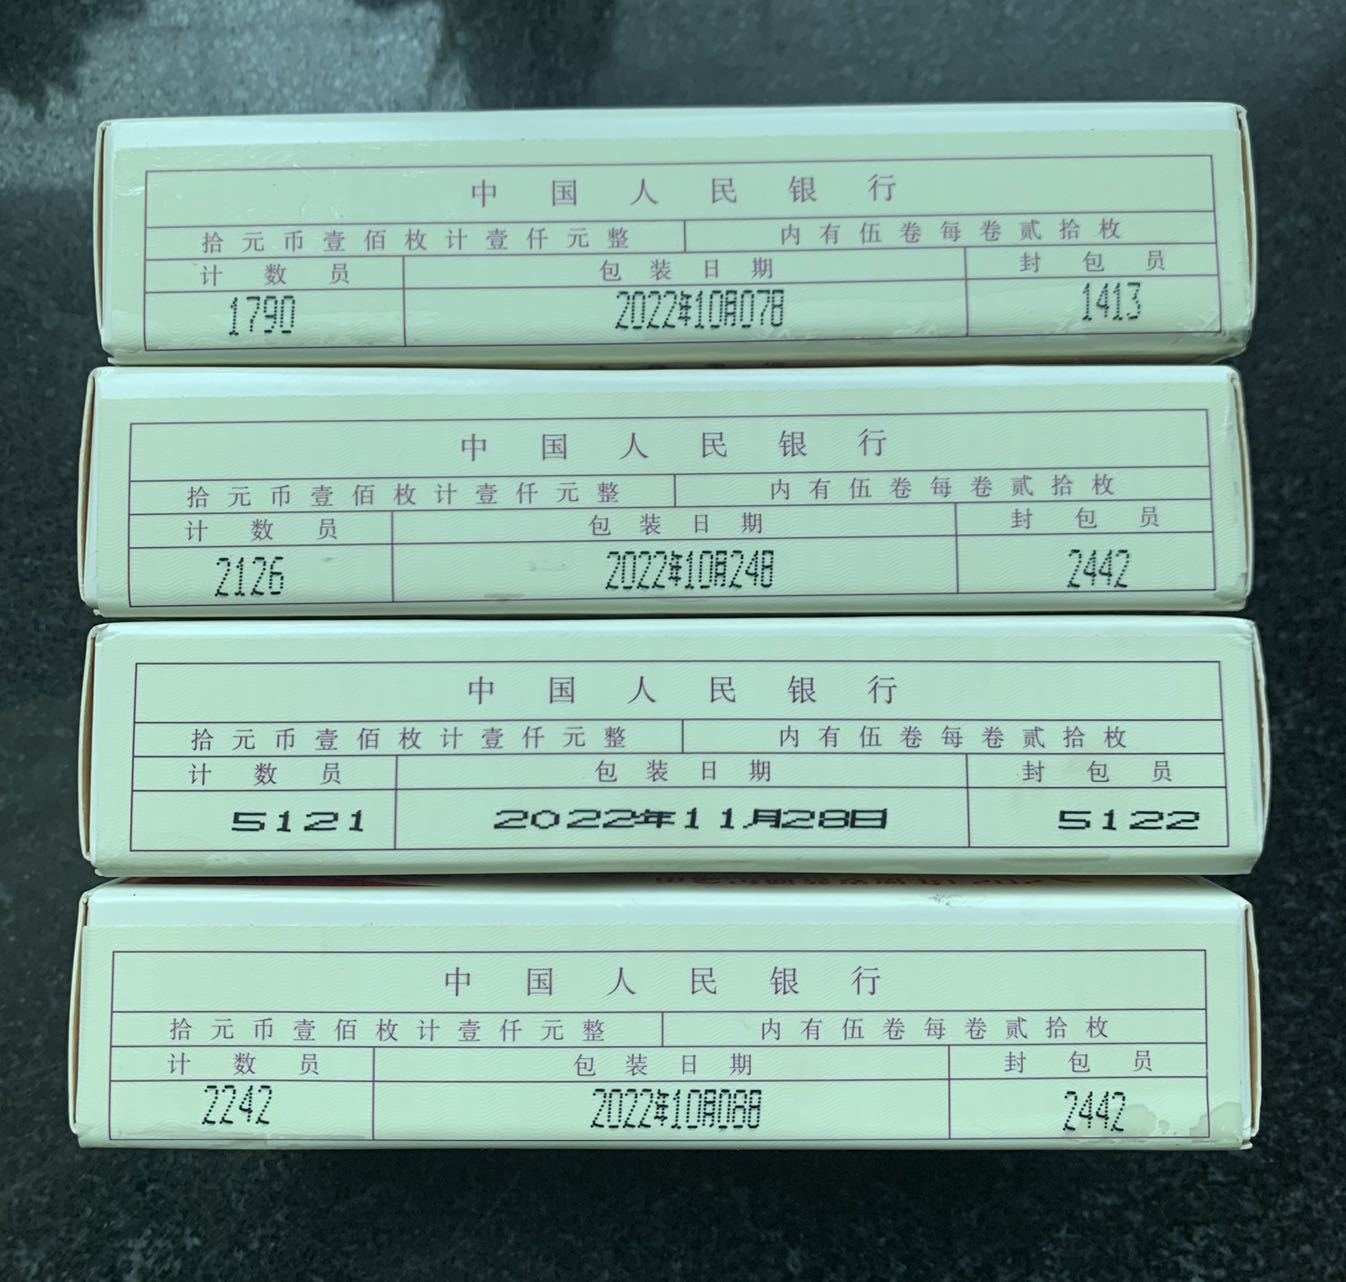 中国人民银行
拾元币壹佰枚计壹仟元整 内有伍卷每卷贰拾枚
计数员 包装日期 封包员
1790 2022年10月07日 1413
中国人民银行
拾元币壹佰枚计壹仟元整 内有伍卷每卷贰拾枚
计数员 包装日期 封包员
2126 2022年10月24日 2442
中国人民银行
拾元币壹佰枚计壹仟元整 内有伍卷每卷贰拾枚
计数员 包装日期 封包员
5121 2022年11月28日 5122
中国人民银行
拾元币壹佰枚计壹仟元整 内有伍卷每卷贰拾枚
计数员 包装日期 封包员
2242 2022年10月08日 2442